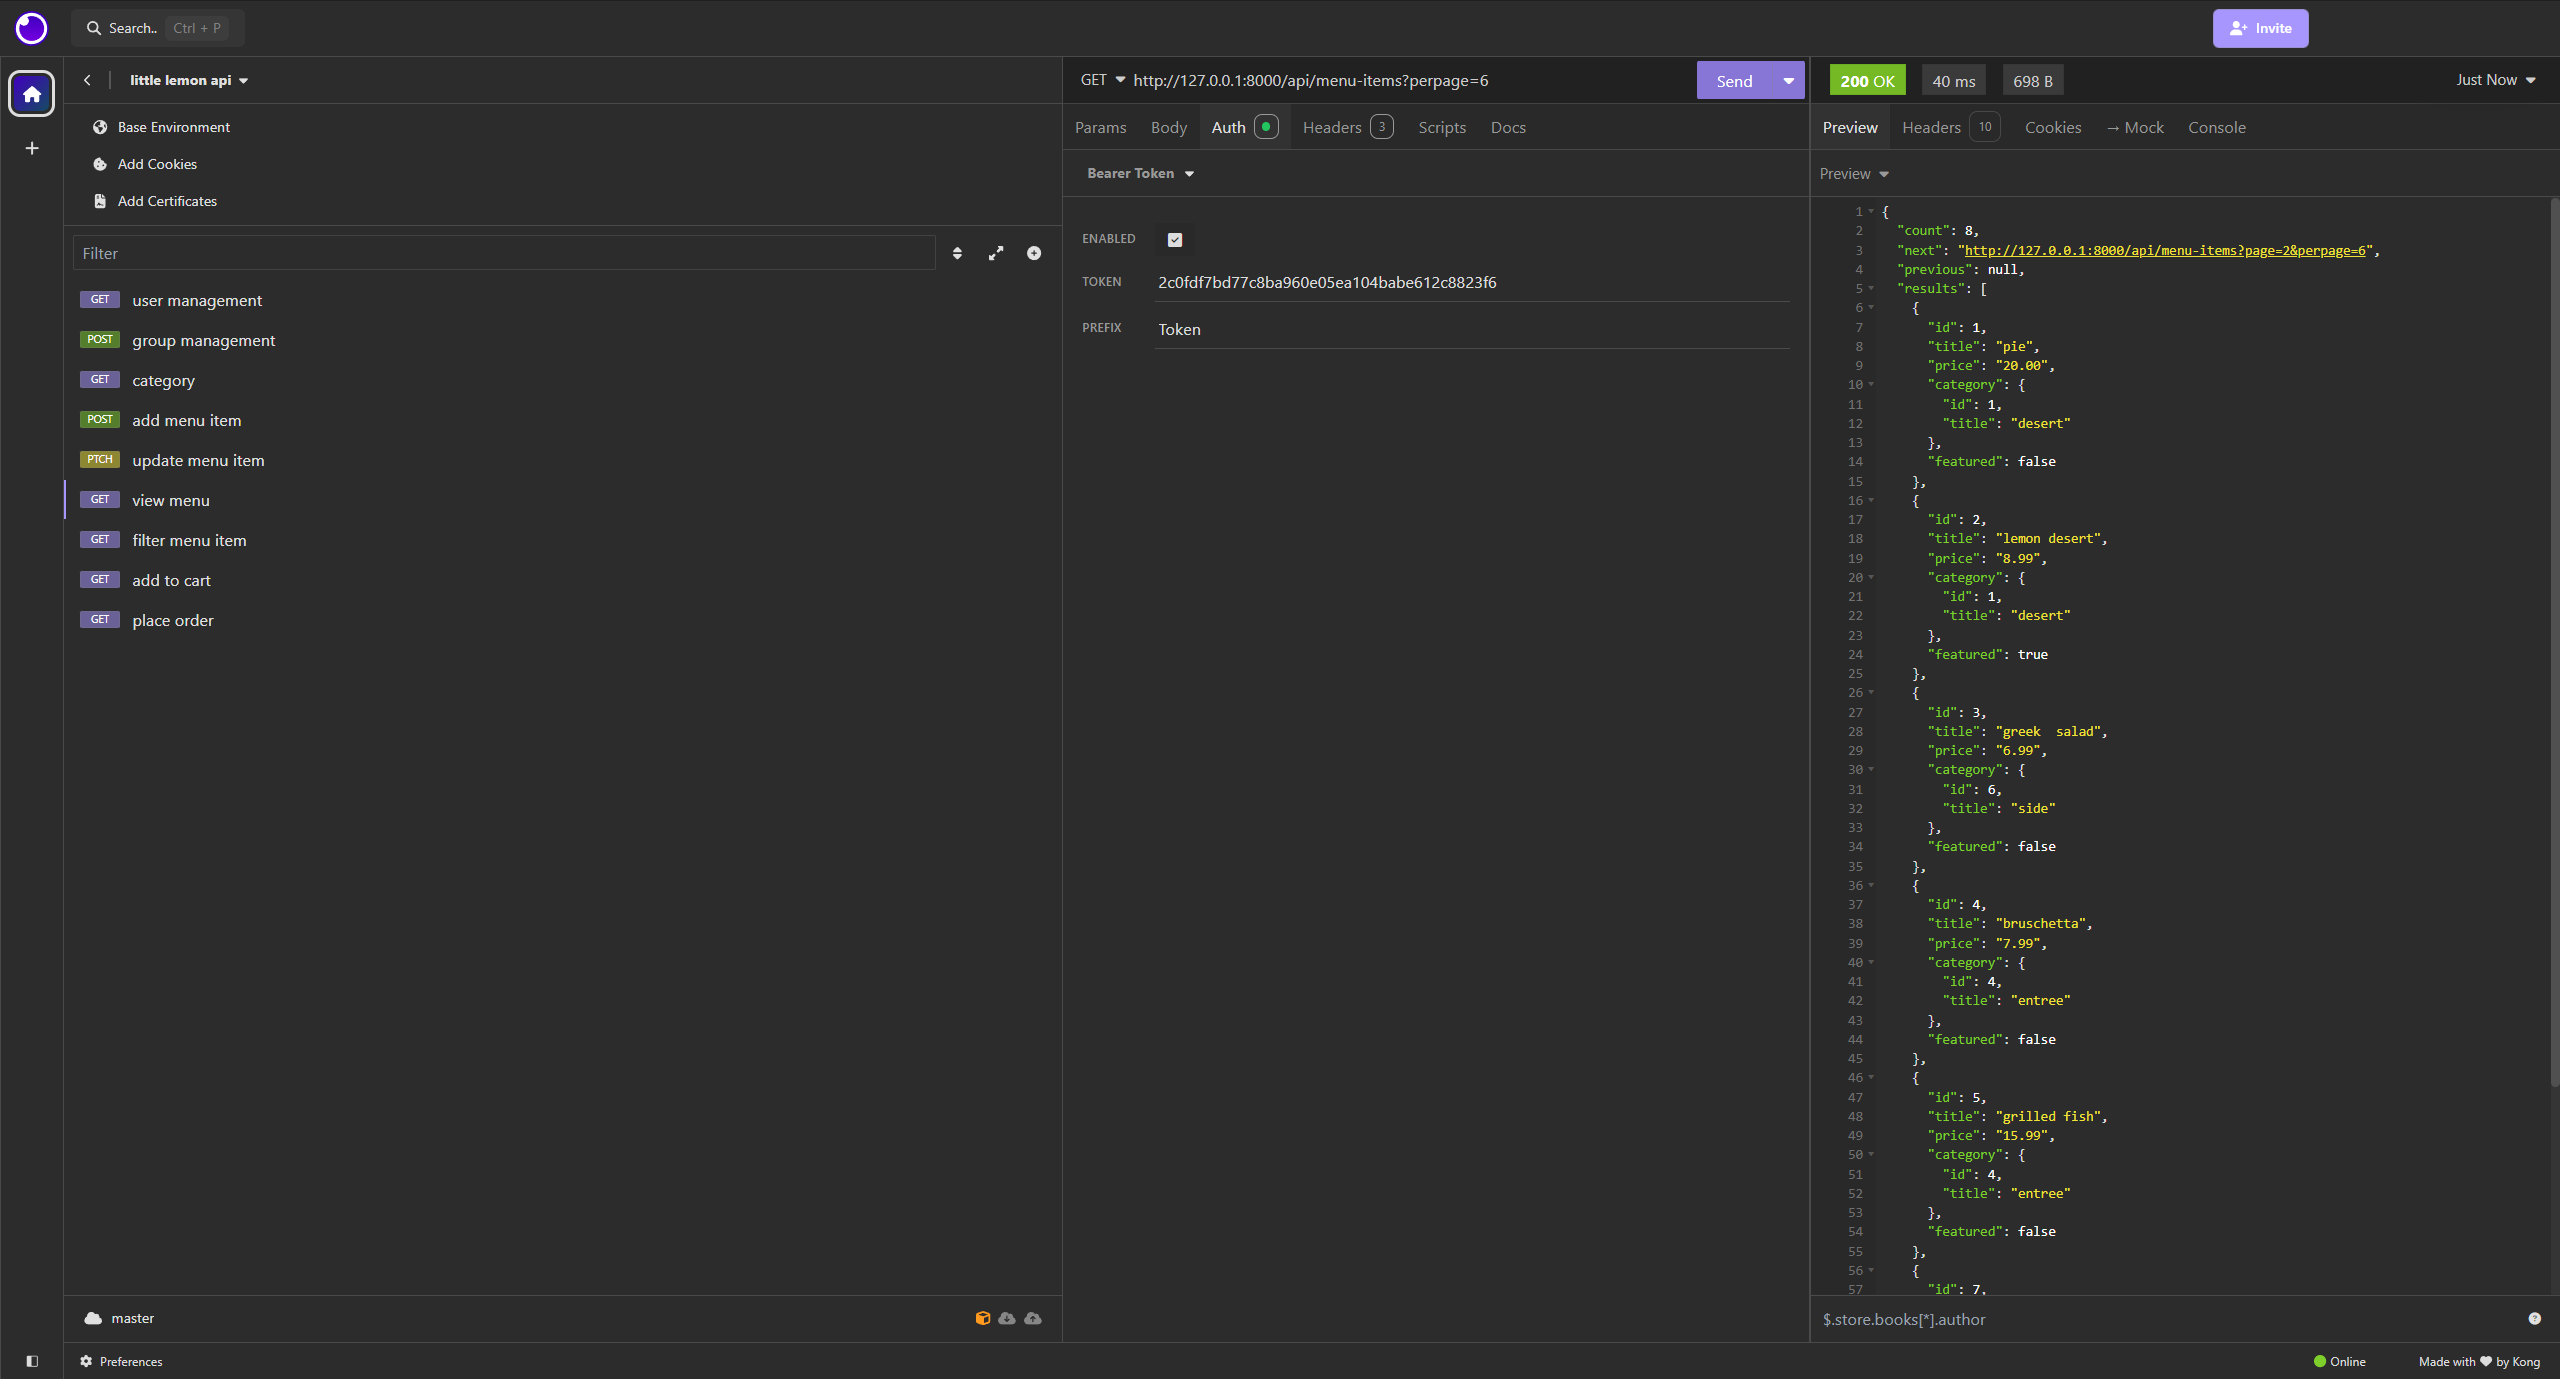 Search.. Ctrl + P
Invite
little lemon api
Base Environment
Add Cookies
Add Certificates
Filter
GET user management
POST group management
GET category
POST add menu item
PTCH update menu item
GET view menu
GET filter menu item
GET add to cart
GET place order
master
Preferences
GET http://127.0.0.1:8000/api/menu-items?perpage=6 Send
Params Body Auth Headers 3 Scripts Docs
Bearer Token
ENABLED
TOKEN 2c0fdf7bd77c8ba960e05ea104babe612c8823f6
PREFIX Token
200 OK 40 ms 698 B Just Now
Preview Headers 10 Cookies → Mock Console
Preview
1 {
2 "count": 8,
3 "next": "http://127.0.0.1:8000/api/menu-items?page=2&perpage=6",
4 "previous": null,
5 "results": [
6 {
7 "id": 1,
8 "title": "pie",
9 "price": "20.00",
10 "category": {
11 "id": 1,
12 "title": "desert"
13 },
14 "featured": false
15 },
16 {
17 "id": 2,
18 "title": "lemon desert",
19 "price": "8.99",
20 "category": {
21 "id": 1,
22 "title": "desert"
23 },
24 "featured": true
25 },
26 {
27 "id": 3,
28 "title": "greek  salad",
29 "price": "6.99",
30 "category": {
31 "id": 6,
32 "title": "side"
33 },
34 "featured": false
35 },
36 {
37 "id": 4,
38 "title": "bruschetta",
39 "price": "7.99",
40 "category": {
41 "id": 4,
42 "title": "entree"
43 },
44 "featured": false
45 },
46 {
47 "id": 5,
48 "title": "grilled fish",
49 "price": "15.99",
50 "category": {
51 "id": 4,
52 "title": "entree"
53 },
54 "featured": false
55 },
56 {
57 "id": 7,
$.store.books[*].author
Online Made with ♥ by Kong